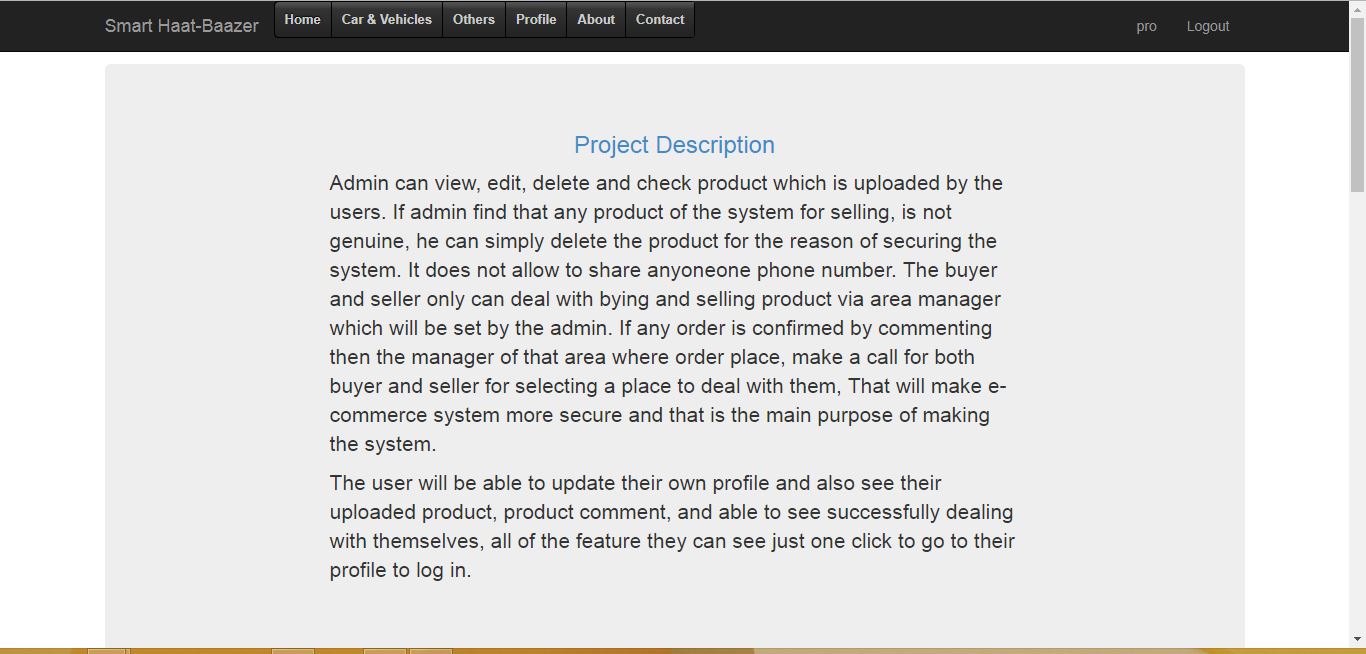 Smart Haat-Baazer Home Car & Vehicles Others Profile About Contact pro Logout
Project Description
Admin can view, edit, delete and check product which is uploaded by the
users. If admin find that any product of the system for selling, is not
genuine, he can simply delete the product for the reason of securing the
system. It does not allow to share anyoneone phone number. The buyer
and seller only can deal with bying and selling product via area manager
which will be set by the admin. If any order is confirmed by commenting
then the manager of that area where order place, make a call for both
buyer and seller for selecting a place to deal with them, That will make e-
commerce system more secure and that is the main purpose of making
the system.
The user will be able to update their own profile and also see their
uploaded product, product comment, and able to see successfully dealing
with themselves, all of the feature they can see just one click to go to their
profile to log in.